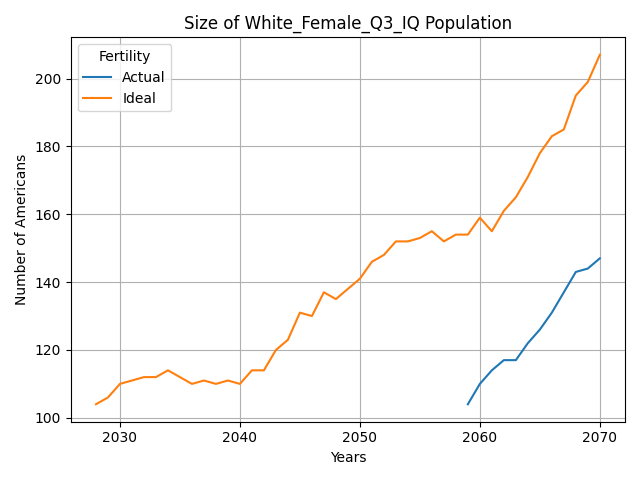 Size of White_Female_Q3_IQ Population
Fertility
Actual
Ideal
Number of Americans
200
180
160
140
120
100
2030
2040
2050
2060
2070
Years